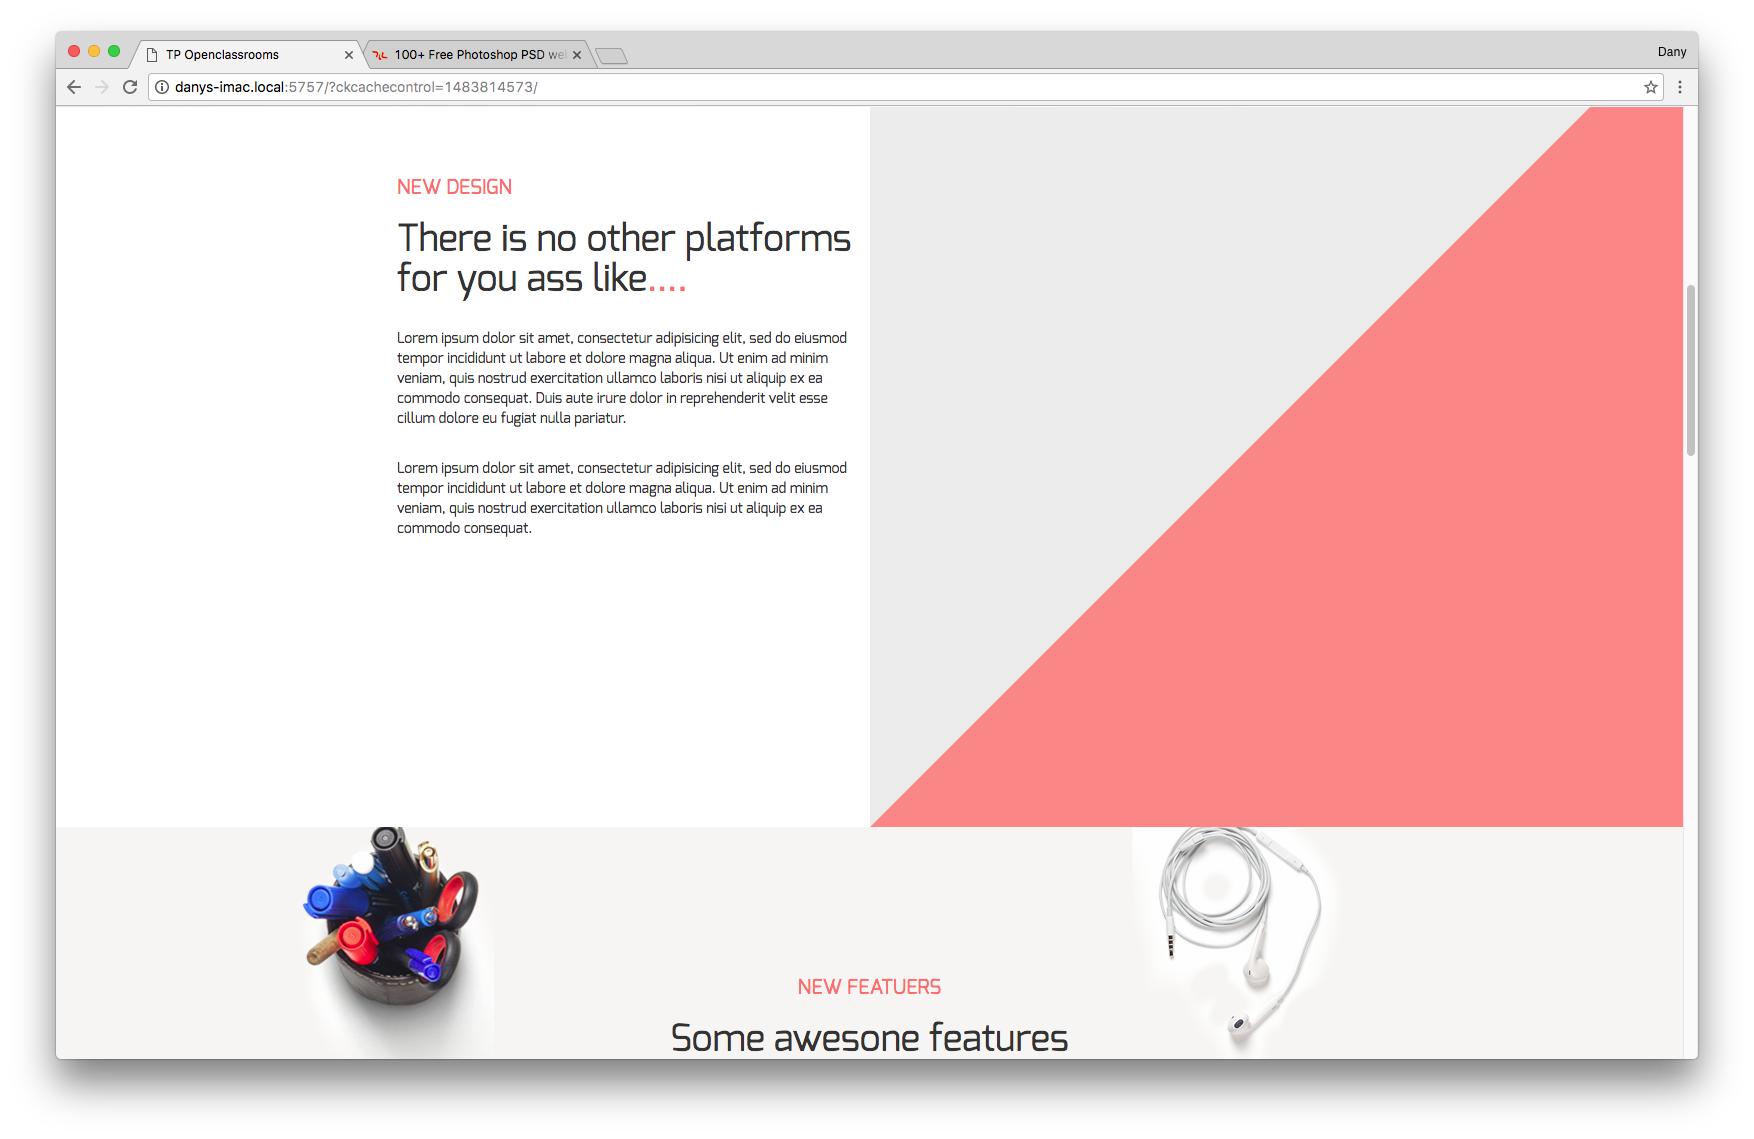 TP Openclassrooms
100+ Free Photoshop PSD we
Dany
danys-imac.local:5757/?ckcachecontrol=1483814573/
NEW DESIGN
There is no other platforms
for you ass like....
Lorem ipsum dolor sit amet, consectetur adipisicing elit, sed do eiusmod
tempor incididunt ut labore et dolore magna aliqua. Ut enim ad minim
veniam, quis nostrud exercitation ullamco laboris nisi ut aliquip ex ea
commodo consequat. Duis aute irure dolor in reprehenderit velit esse
cillum dolore eu fugiat nulla pariatur.
Lorem ipsum dolor sit amet, consectetur adipisicing elit, sed do eiusmod
tempor incididunt ut labore et dolore magna aliqua. Ut enim ad minim
veniam, quis nostrud exercitation ullamco laboris nisi ut aliquip ex ea
commodo consequat.
NEW FEATUERS
Some awesone features